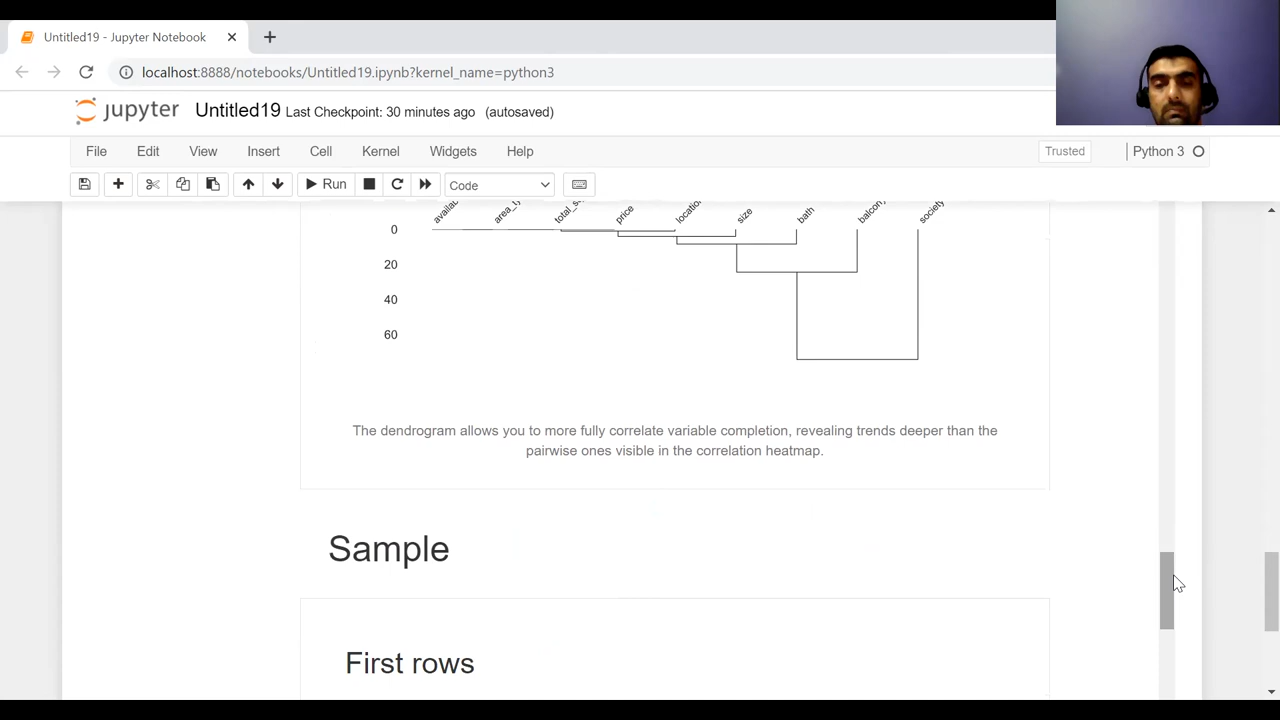 Untitled19 - Jupyter Notebook
localhost:8888/notebooks/Untitled19.ipynb?kernel_name=python3
jupyter Untitled19 Last Checkpoint: 30 minutes ago (autosaved)
File Edit View Insert Cell Kernel Widgets Help Trusted Python 3
Run Code
price size bath
0
20
40
60
The dendrogram allows you to more fully correlate variable completion, revealing trends deeper than the
pairwise ones visible in the correlation heatmap.
Sample
First rows